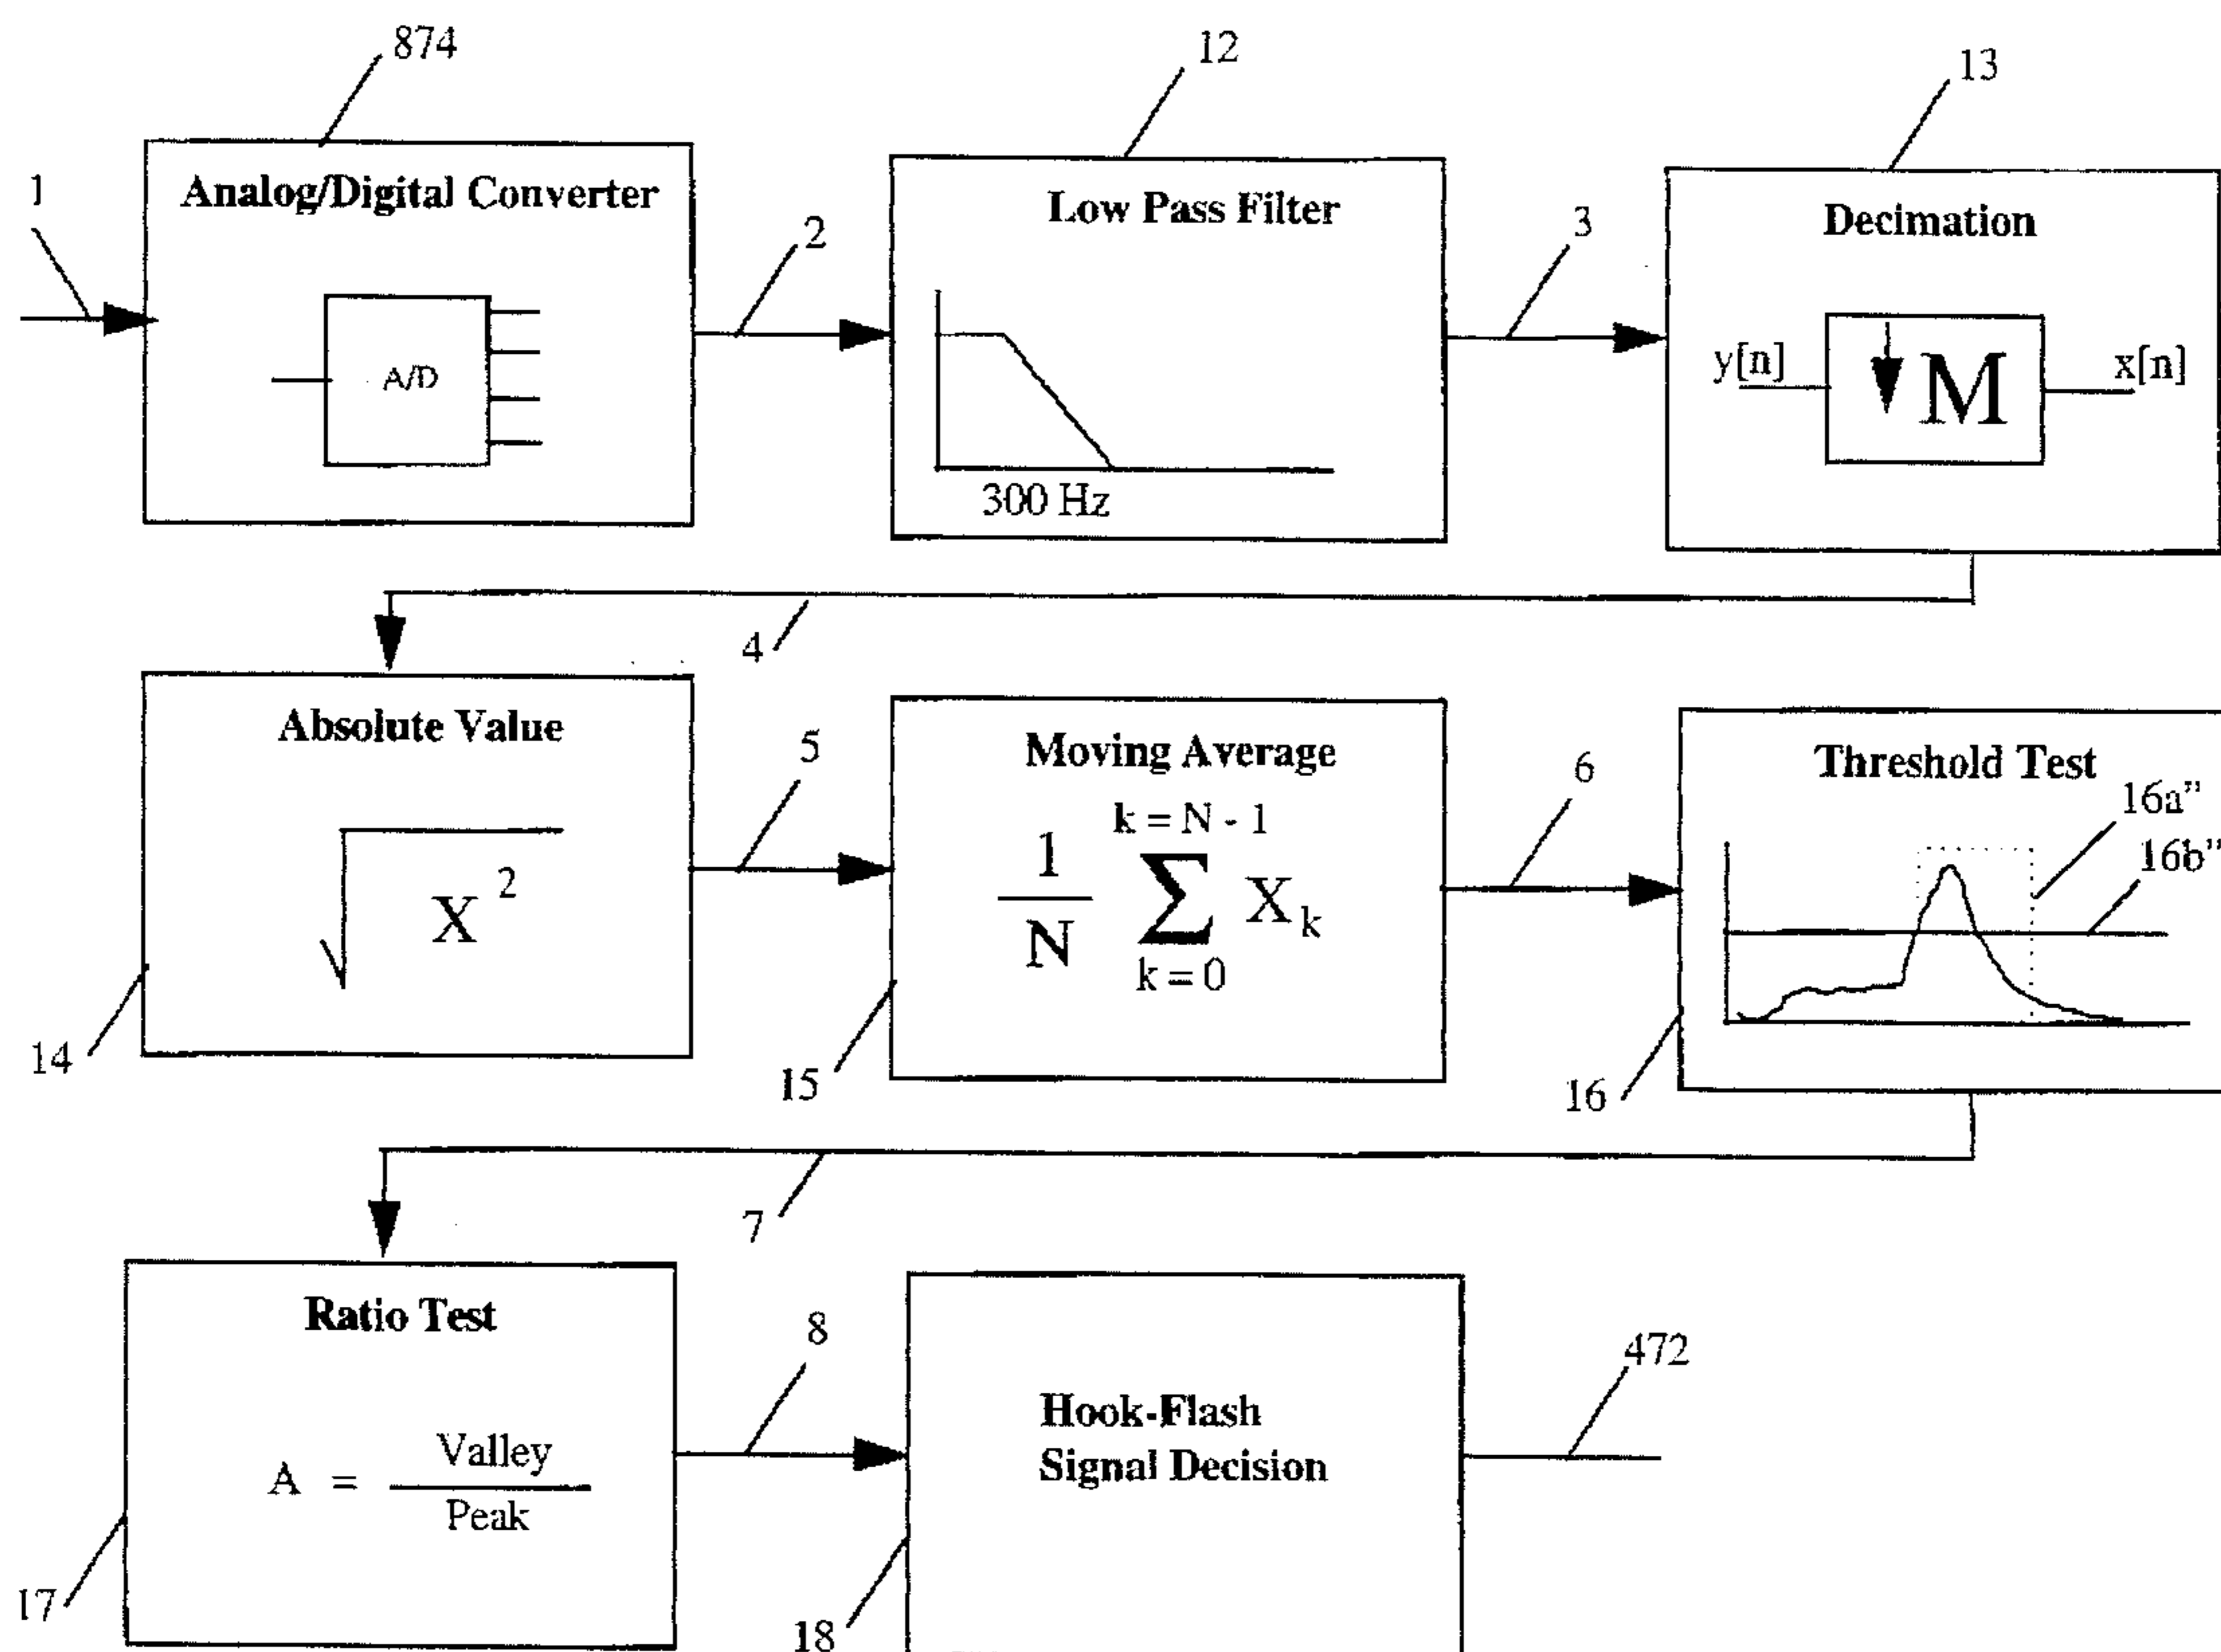 874
12
13
1
Analog/Digital Converter
2
Low Pass Filter
3
Decimation
A/D
y[n]
M
x[n]
300 Hz
4
Absolute Value
5
Moving Average
6
Threshold Test
16a"
16b"
√X²
1/N
k = N - 1
∑ Xₖ
k = 0
14
15
16
7
Ratio Test
8
472
Hook-Flash
Signal Decision
A = Valley
Peak
17
18